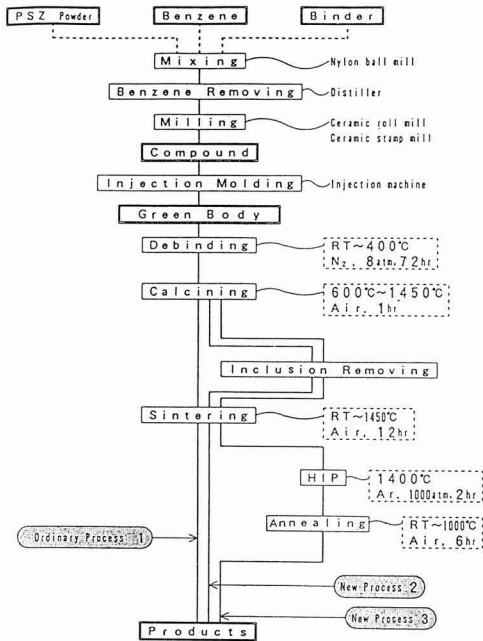 PSZ Powder
Benzene
Binder
Mixing
Nylon ball mill
Benzene Removing
Distiller
Milling
Ceramic roll mill
Ceramic stamp mill
Compound
Injection Molding
Injection machine
Green Body
Debinding
RT~400℃
N₂, 8atm.72hr
Calcining
600℃~1450℃
Air, 1hr
Inclusion Removing
Sintering
RT~1450℃
Air, 12hr
HIP
1400℃
Ar, 1000atm.2hr
Annealing
RT~1000℃
Air, 6hr
Ordinary Process 1
New Process 2
New Process 3
Products